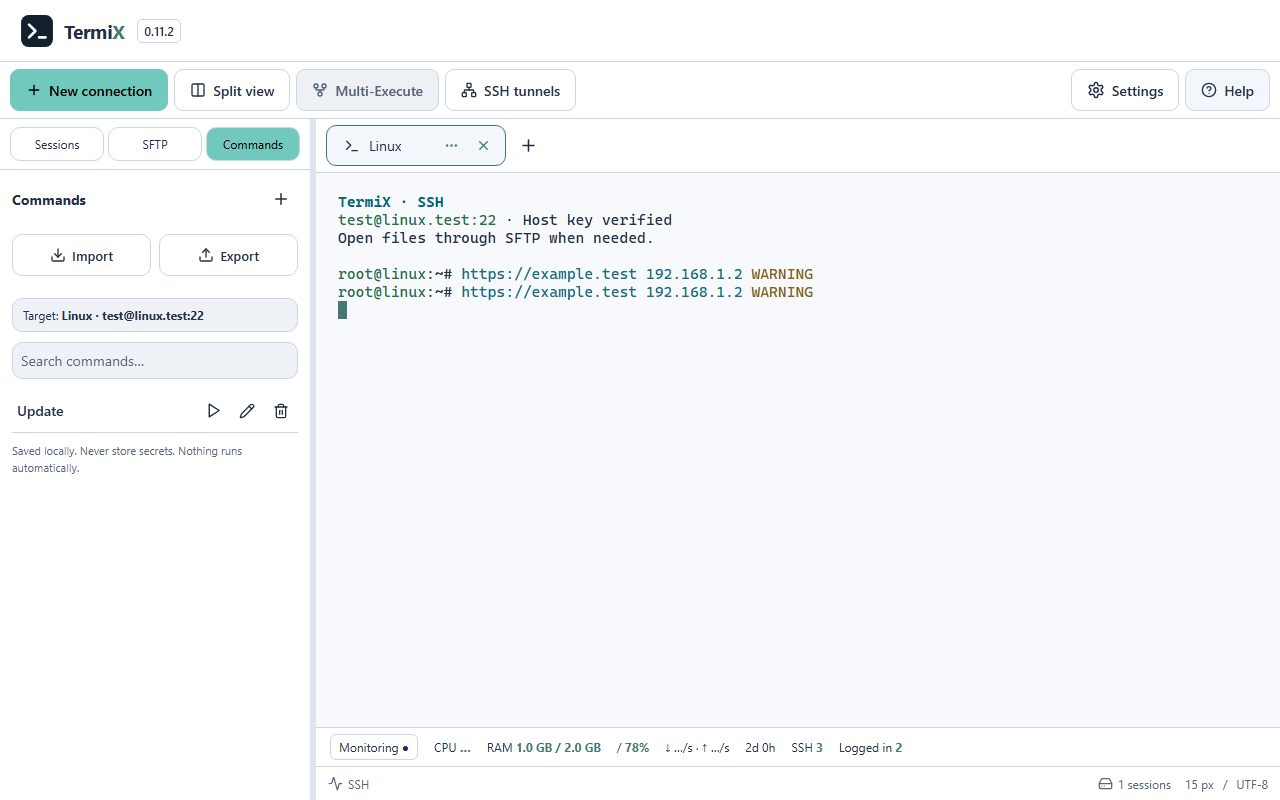 TermiX 0.11.2
New connection Split view Multi-Execute SSH tunnels Settings Help
Sessions SFTP Commands
Linux
Commands
Import Export
Target: Linux · test@linux.test:22
Search commands...
Update
Saved locally. Never store secrets. Nothing runs
automatically.
TermiX · SSH
test@linux.test:22 · Host key verified
Open files through SFTP when needed.
root@linux:~# https://example.test 192.168.1.2 WARNING
root@linux:~# https://example.test 192.168.1.2 WARNING
Monitoring ● CPU ... RAM 1.0 GB / 2.0 GB / 78% ↓ .../s · ↑ .../s 2d 0h SSH 3 Logged in 2
SSH 1 sessions 15 px / UTF-8